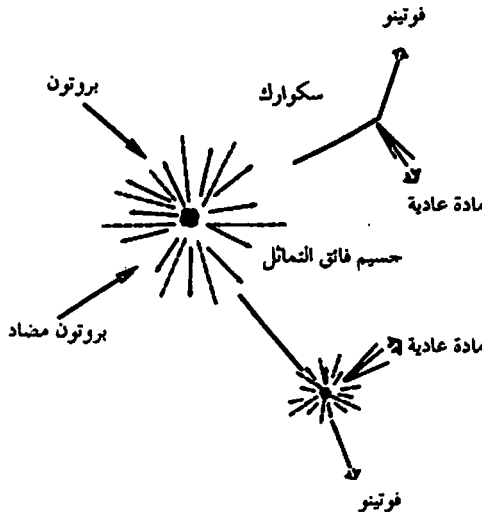 فوتينو
سكوارك
بروتون
مادة عادية
جسيم فائق التماثل
مادة عادية
بروتون مضاد
فوتينو